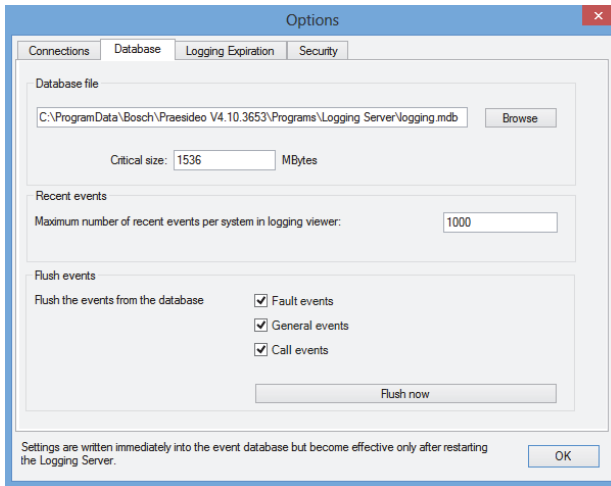 Options
Connections
Database
Logging Expiration
Security
Database file
C:\ProgramData\Bosch\Praesideo V4.10.3653\Programs\Logging Server\logging.mdb
Browse
Critical size: 1536 MBytes
Recent events
Maximum number of recent events per system in logging viewer: 1000
Flush events
Flush the events from the database
Fault events
General events
Call events
Flush now
Settings are written immediately into the event database but become effective only after restarting
the Logging Server.
OK